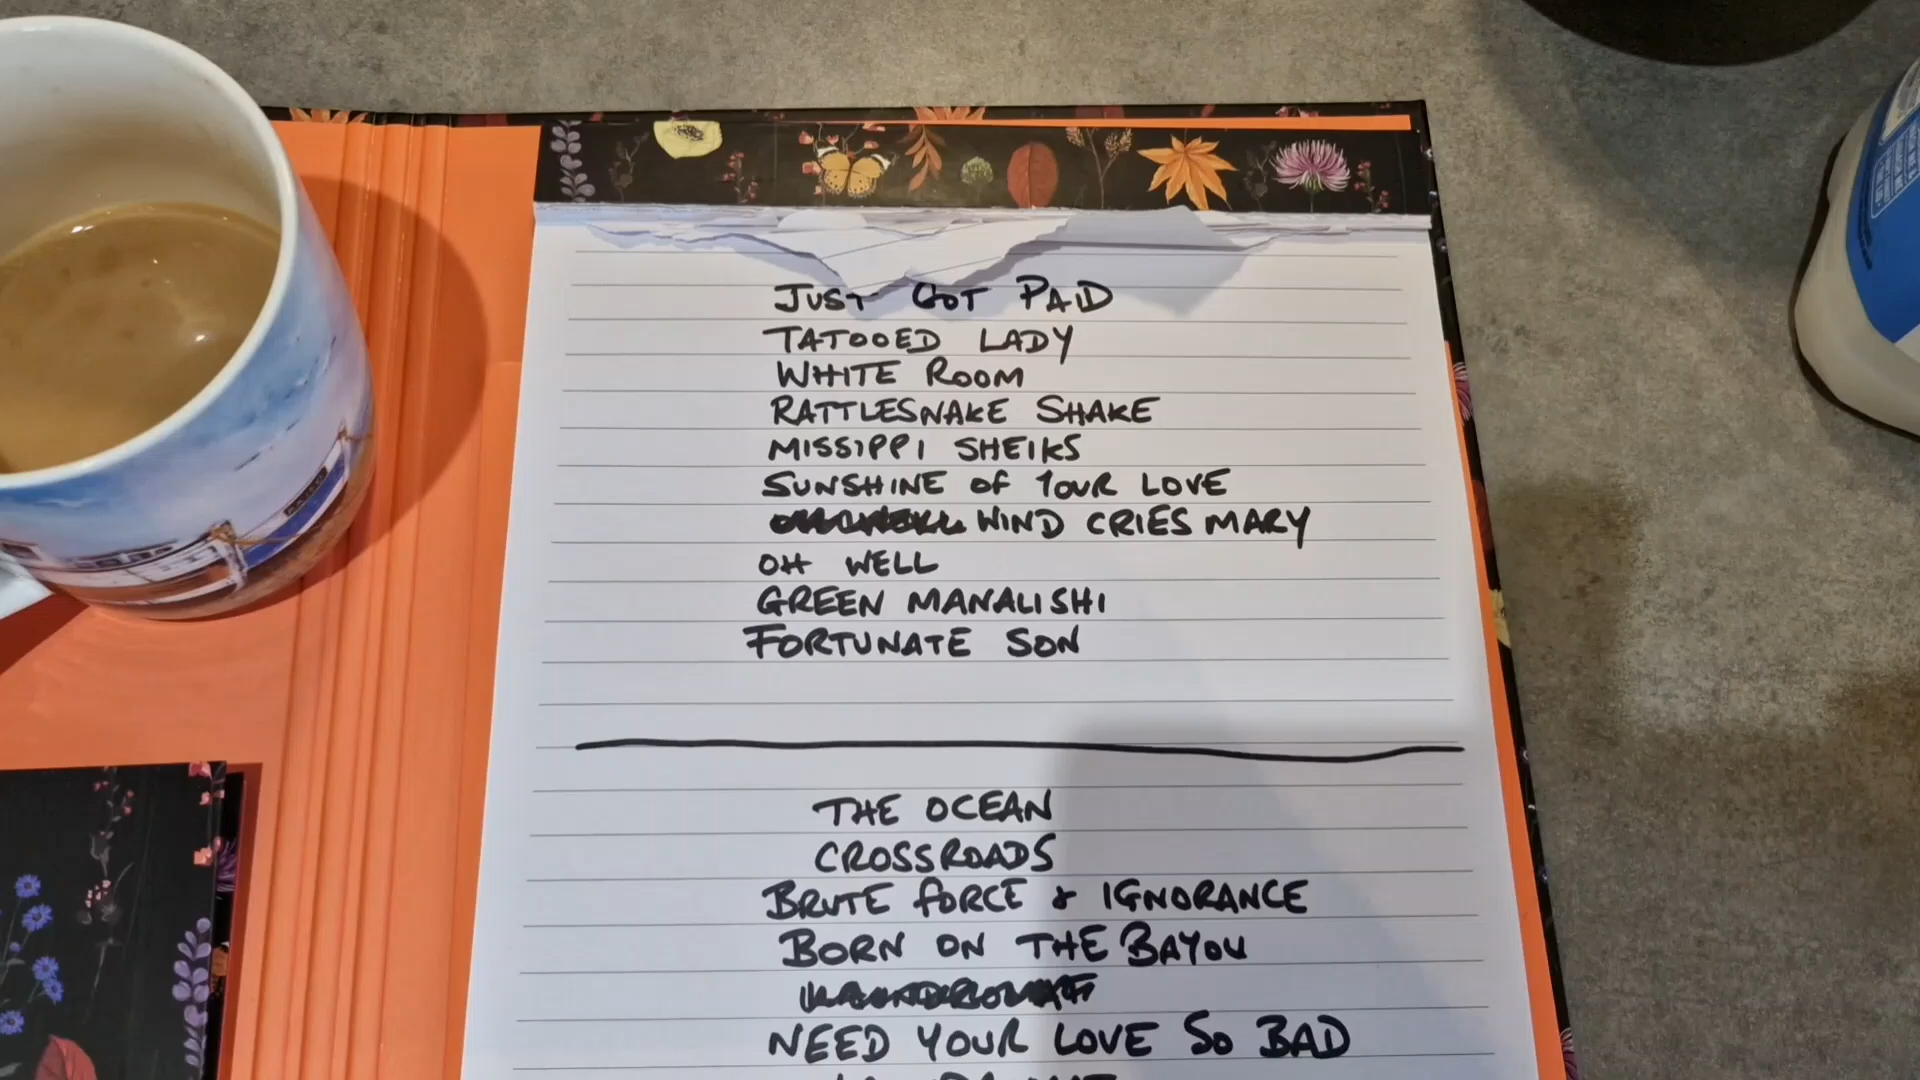 JUST GOT PAID
TATOOED LADY
WHITE ROOM
RATTLESNAKE SHAKE
MISSIPPI SHEIKS
SUNSHINE OF YOUR LOVE
WIND CRIES MARY
OH WELL
GREEN MANALISHI
FORTUNATE SON
THE OCEAN
CROSSROADS
BRUTE FORCE & IGNORANCE
BORN ON THE BAYOU
NEED YOUR LOVE SO BAD